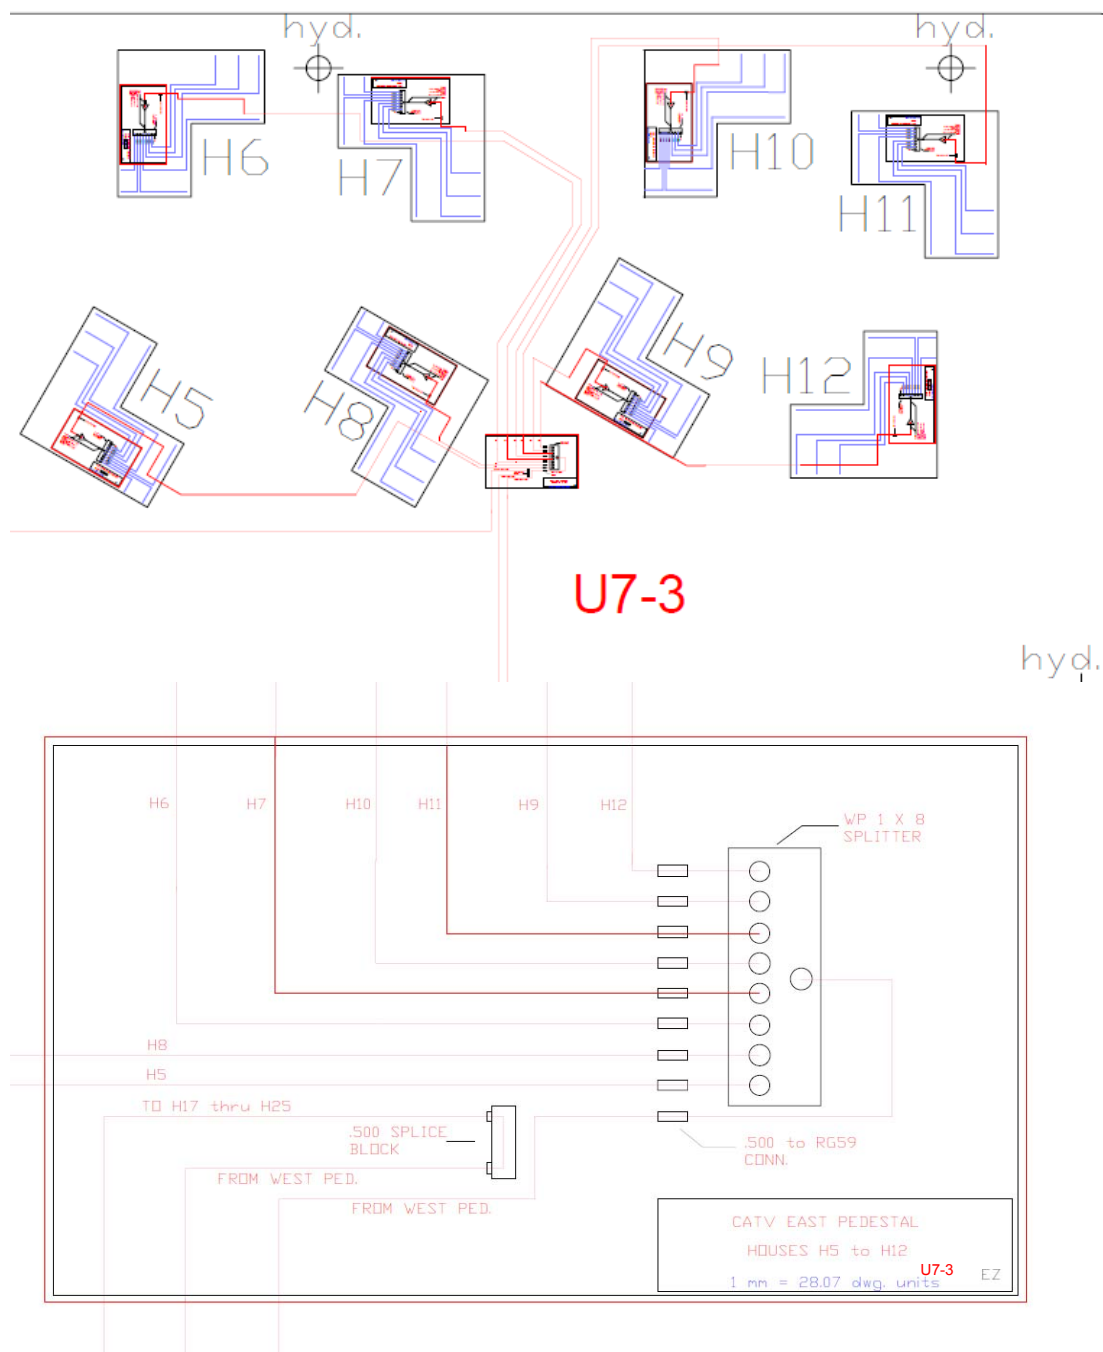 hyd.
hyd.
H6
H7
H10
H11
H5
H8
H9
H12
U7-3
hyd.
H6
H7
H10
H11
H9
H12
WP 1 X 8
SPLITTER
H8
H5
TO H17 thru H25
.500 SPLICE
BLOCK
FROM WEST PED.
FROM WEST PED.
.500 to RG59
CONN.
CATV EAST PEDESTAL
HOUSES H5 to H12
U7-3
EZ
1 mm = 28.07 dwg. units